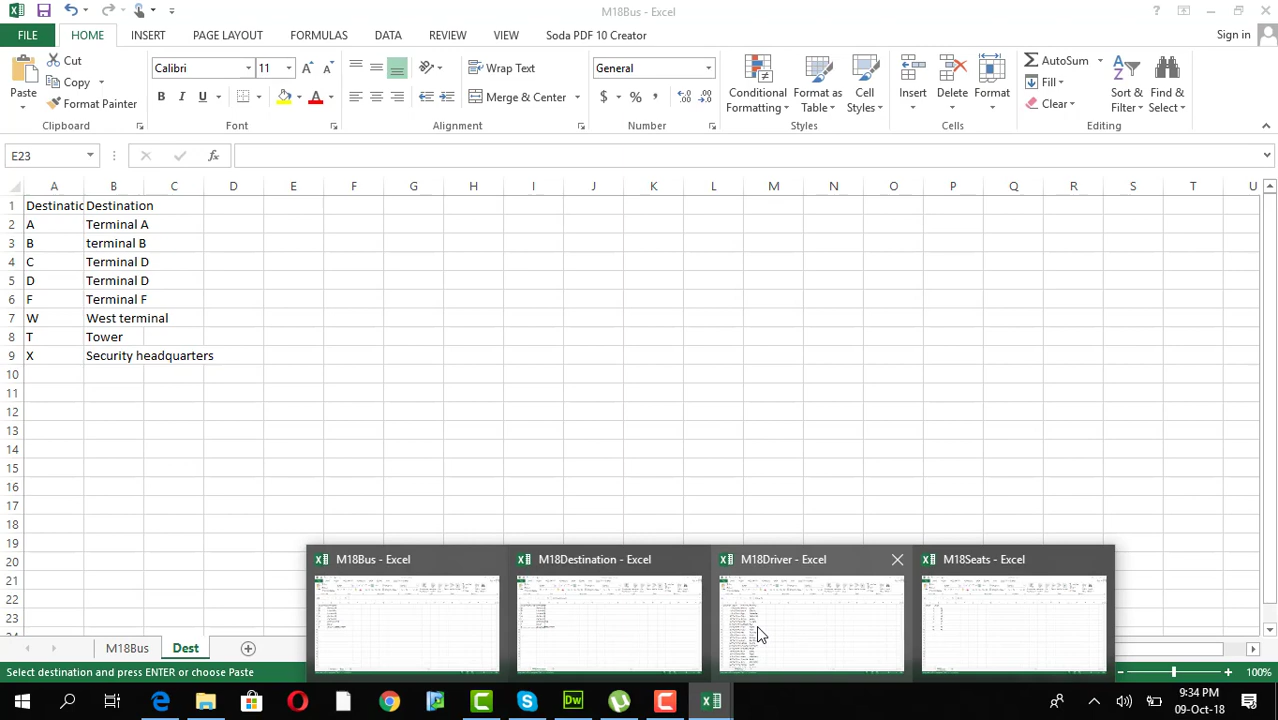 M18Bus - Excel
FILE HOME INSERT PAGE LAYOUT FORMULAS DATA REVIEW VIEW Soda PDF 10 Creator Sign in
Paste Cut Copy Format Painter Clipboard
Calibri 11 B I U Font
Wrap Text Merge & Center Alignment
General $ % , Number
Conditional Formatting Format as Table Cell Styles Styles
Insert Delete Format Cells
AutoSum Fill Clear Sort & Filter Find & Select Editing
E23 fx
A B C D E F G H I J K L M N O P Q R S T U
1 Destinatic Destination
2 A Terminal A
3 B terminal B
4 C Terminal D
5 D Terminal D
6 F Terminal F
7 W West terminal
8 T Tower
9 X Security headquarters
10
11
12
13
14
15
16
17
18
19
20
21
22
23
24
M18Bus - Excel M18Destination - Excel M18Driver - Excel M18Seats - Excel
M18Bus Dest
Select destination and press ENTER or choose Paste 100%
9:34 PM
09-Oct-18